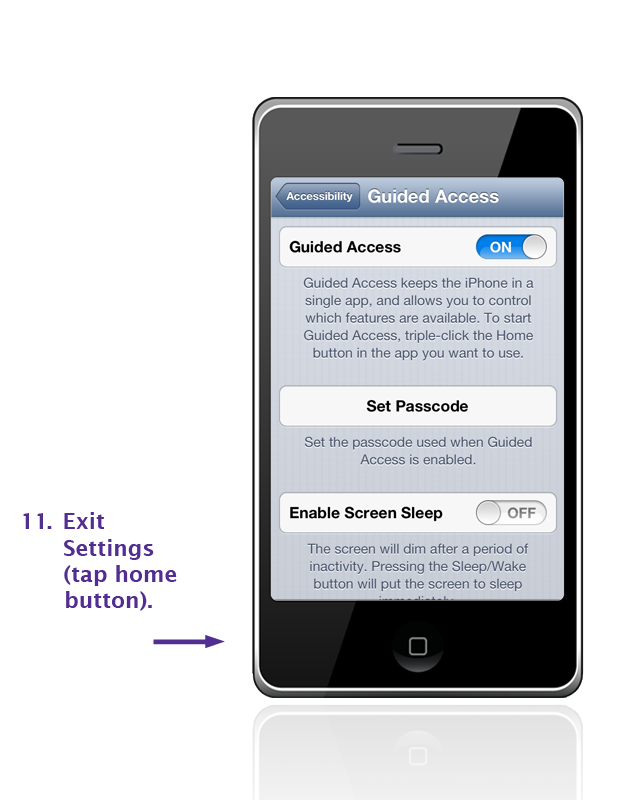 Accessibility Guided Access
Guided Access ON
Guided Access keeps the iPhone in a
single app, and allows you to control
which features are available. To start
Guided Access, triple-click the Home
button in the app you want to use.
Set Passcode
Set the passcode used when Guided
Access is enabled.
Enable Screen Sleep OFF
The screen will dim after a period of
inactivity. Pressing the Sleep/Wake
button will put the screen to sleep
immediately.
11. Exit
Settings
(tap home
button).